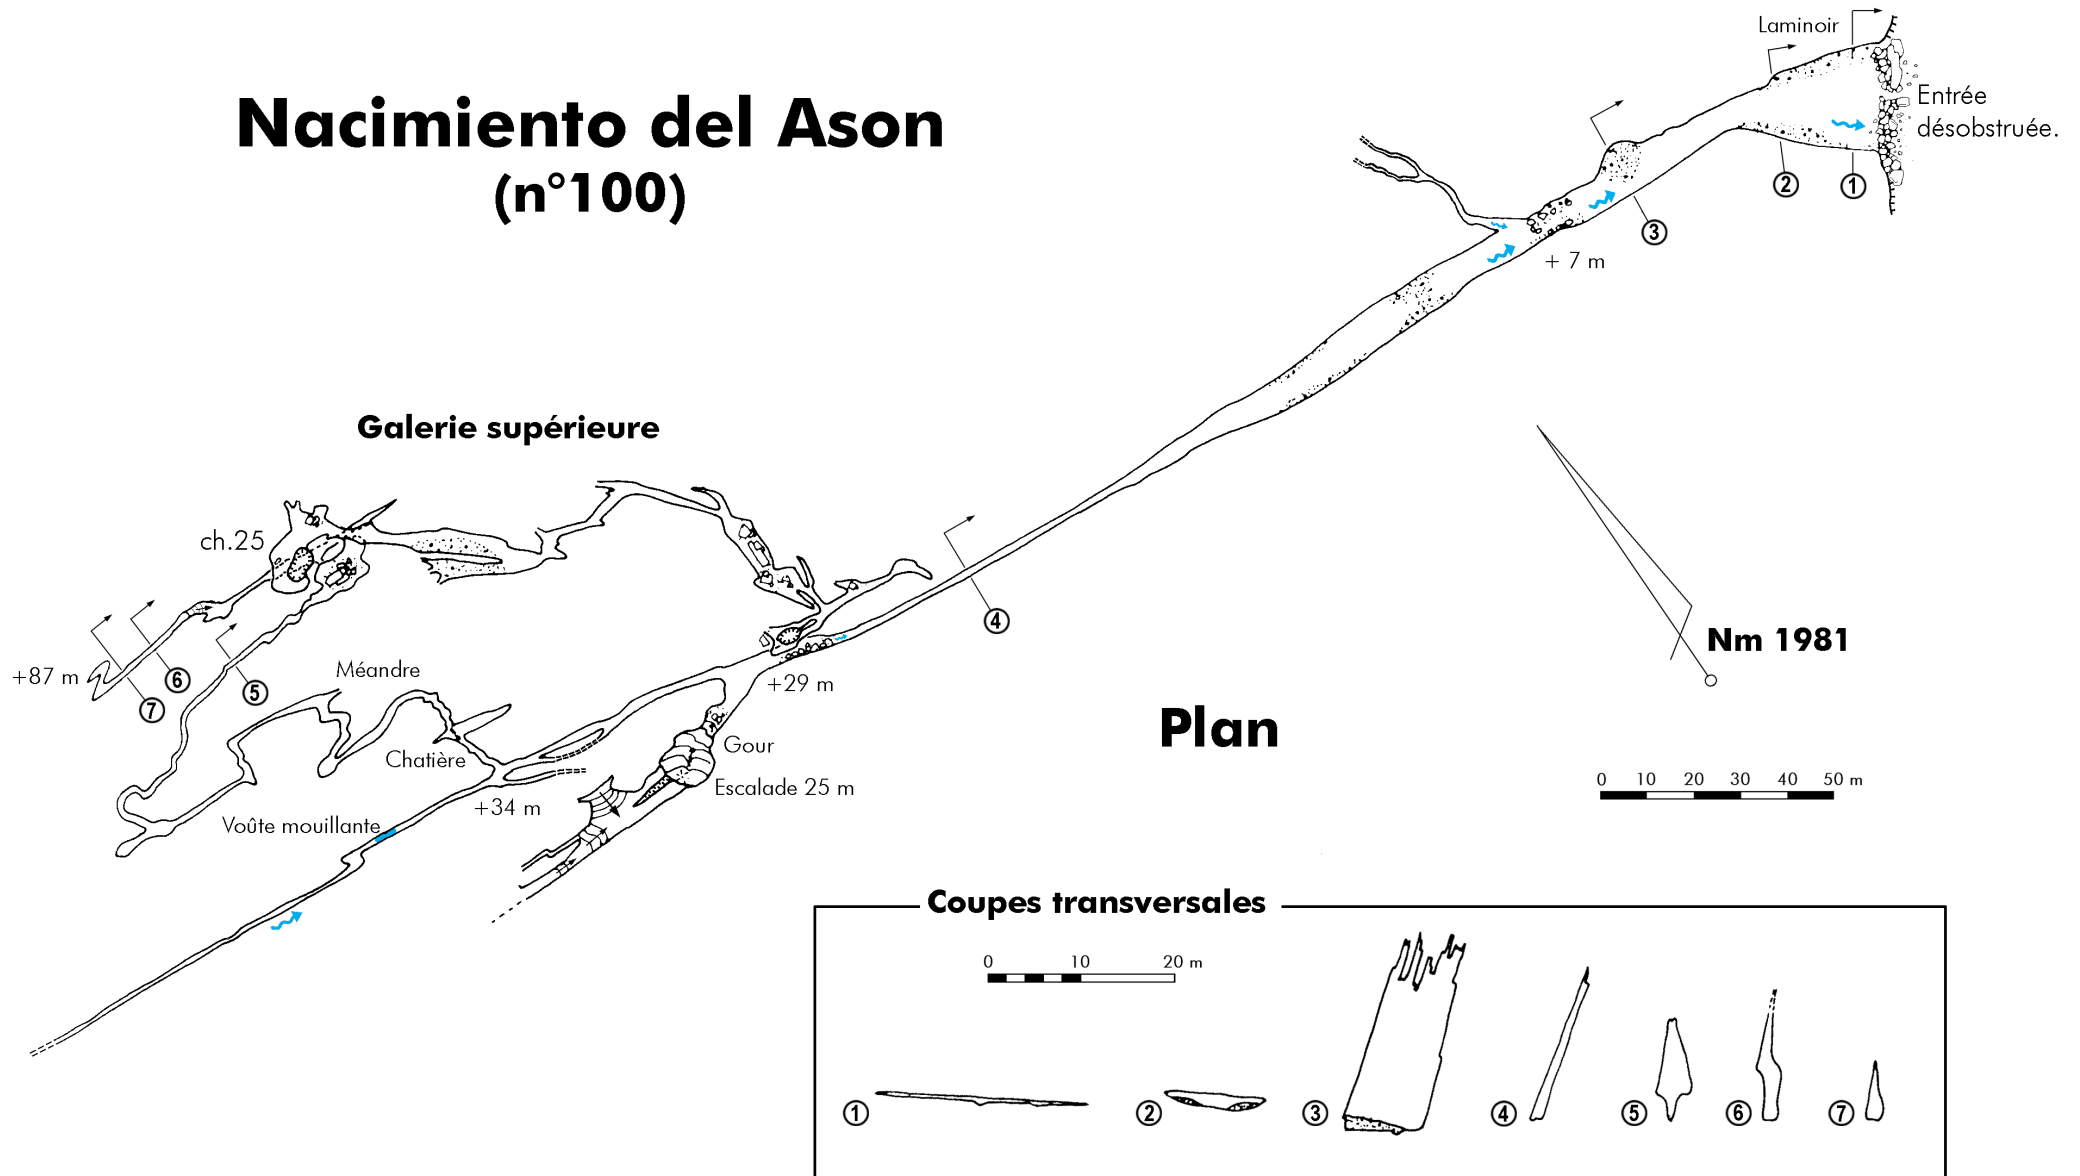 Nacimiento del Ason
(n°100)
Laminoir
Entrée
désobstruée.
2
1
3
+ 7 m
Galerie supérieure
ch.25
4
Nm 1981
+87 m
6
5
7
Méandre
+29 m
Plan
Chatière
Gour
Escalade 25 m
+34 m
Voûte mouillante
0 10 20 30 40 50 m
Coupes transversales
0 10 20 m
1 2 3 4 5 6 7